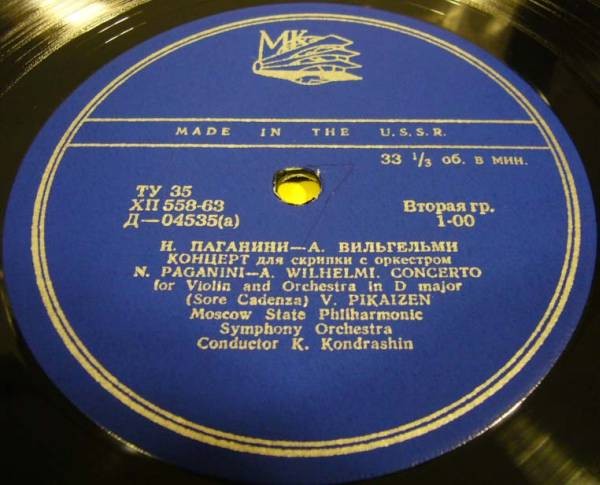 МК
MADE IN THE U.S.S.R.
33 1/3 об. в мин.
ТУ 35
ХП 558-63
Д—04535(а)
Вторая гр.
1-00
Н. ПАГАНИНИ—А. ВИЛЬГЕЛЬМИ
КОНЦЕРТ для скрипки с оркестром
N. PAGANINI—A. WILHELMI. CONCERTO
for Violin and Orchestra in D major
(Sore Cadenza) V. PIKAIZEN
Moscow State Philharmonic
Symphony Orchestra
Conductor K. Kondrashin